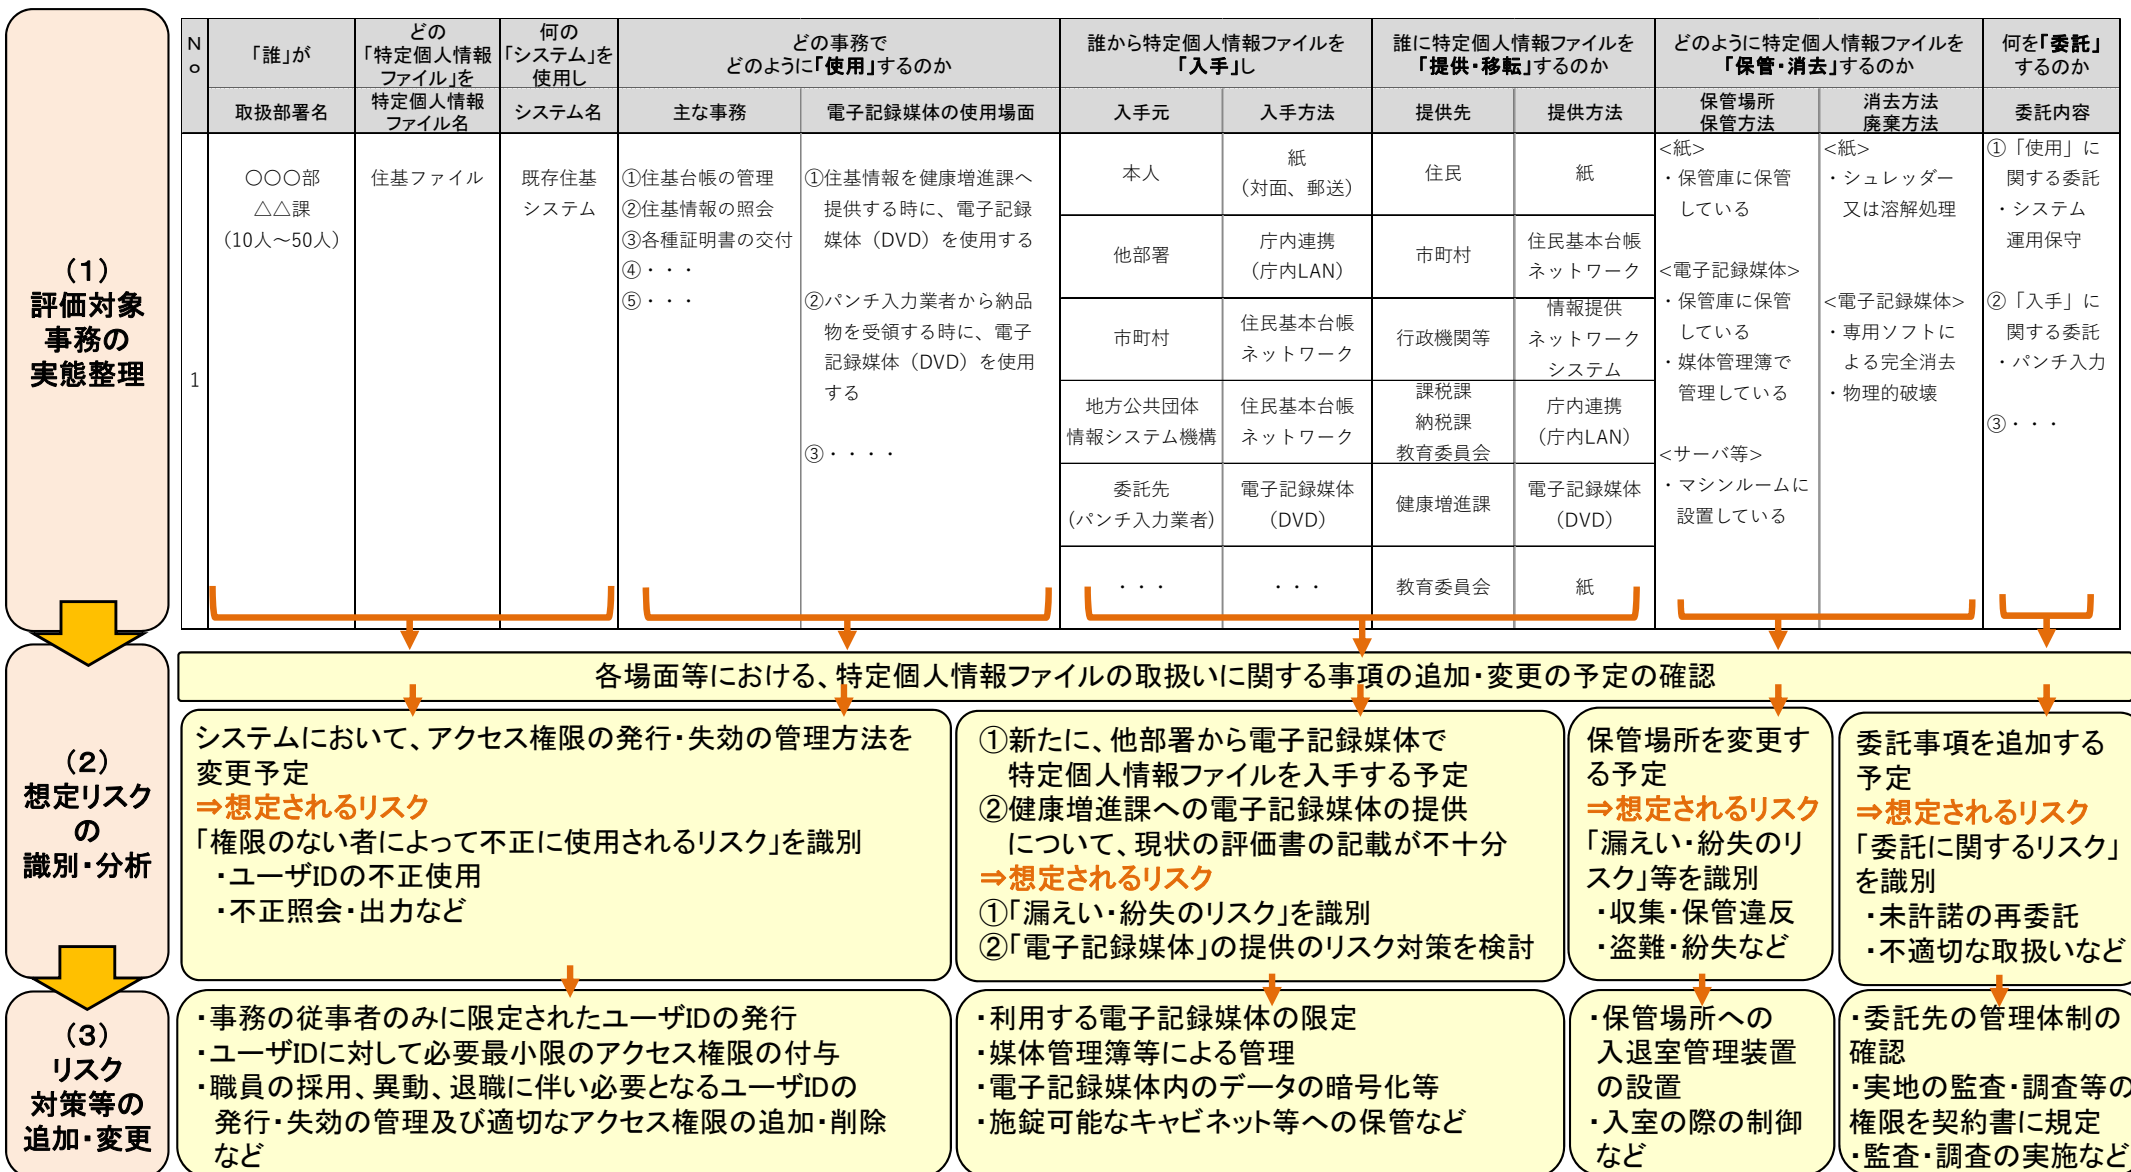 （１）
評価対象
事務の
実態整理
（２）
想定リスク
の
識別・分析
（３）
リスク
対策等の
追加・変更
Ｎ
ｏ
「誰」が
どの
「特定個人情報
ファイル」を
何の
「システム」を
使用し
どの事務で
どのように「使用」するのか
誰から特定個人情報ファイルを
「入手」し
誰に特定個人情報ファイルを
「提供・移転」するのか
どのように特定個人情報ファイルを
「保管・消去」するのか
何を「委託」
するのか
取扱部署名
特定個人情報
ファイル名
システム名
主な事務
電子記録媒体の使用場面
入手元
入手方法
提供先
提供方法
保管場所
保管方法
消去方法
廃棄方法
委託内容
1
○○○部
△△課
（10人～50人）
住基ファイル
既存住基
システム
①住基台帳の管理
②住基情報の照会
③各種証明書の交付
④・・・
⑤・・・
①住基情報を健康増進課へ
提供する時に、電子記録
媒体（DVD）を使用する
②パンチ入力業者から納品
物を受領する時に、電子
記録媒体（DVD）を使用
する
③・・・・
本人
紙
（対面、郵送）
他部署
庁内連携
（庁内LAN）
市町村
住民基本台帳
ネットワーク
地方公共団体
情報システム機構
住民基本台帳
ネットワーク
委託先
(パンチ入力業者)
電子記録媒体
（DVD）
・・・
・・・
住民
紙
市町村
住民基本台帳
ネットワーク
行政機関等
情報提供
ネットワーク
システム
課税課
納税課
教育委員会
庁内連携
（庁内LAN）
健康増進課
電子記録媒体
（DVD）
教育委員会
紙
<紙>
・保管庫に保管
している
<電子記録媒体>
・保管庫に保管
している
・媒体管理簿で
管理している
<サーバ等>
・マシンルームに
設置している
<紙>
・シュレッダー
又は溶解処理
<電子記録媒体>
・専用ソフトに
よる完全消去
・物理的破壊
①「使用」に
関する委託
・システム
運用保守
②「入手」に
関する委託
・パンチ入力
③・・・
各場面等における、特定個人情報ファイルの取扱いに関する事項の追加・変更の予定の確認
システムにおいて、アクセス権限の発行・失効の管理方法を
変更予定
⇒想定されるリスク
「権限のない者によって不正に使用されるリスク」を識別
・ユーザIDの不正使用
・不正照会・出力など
①新たに、他部署から電子記録媒体で
特定個人情報ファイルを入手する予定
②健康増進課への電子記録媒体の提供
について、現状の評価書の記載が不十分
⇒想定されるリスク
①「漏えい・紛失のリスク」を識別
②「電子記録媒体」の提供のリスク対策を検討
保管場所を変更す
る予定
⇒想定されるリスク
「漏えい・紛失のリ
スク」等を識別
・収集・保管違反
・盗難・紛失など
委託事項を追加する
予定
⇒想定されるリスク
「委託に関するリスク」
を識別
・未許諾の再委託
・不適切な取扱いなど
・事務の従事者のみに限定されたユーザIDの発行
・ユーザIDに対して必要最小限のアクセス権限の付与
・職員の採用、異動、退職に伴い必要となるユーザIDの
発行・失効の管理及び適切なアクセス権限の追加・削除
など
・利用する電子記録媒体の限定
・媒体管理簿等による管理
・電子記録媒体内のデータの暗号化等
・施錠可能なキャビネット等への保管など
・保管場所への
入退室管理装置
の設置
・入室の際の制御
など
・委託先の管理体制の
確認
・実地の監査・調査等の
権限を契約書に規定
・監査・調査の実施など